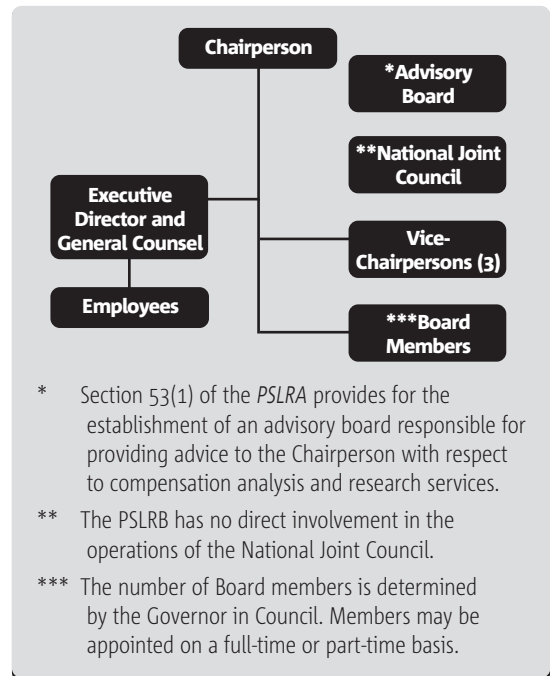 Chairperson
*Advisory
Board
**National Joint
Council
Executive
Director and
General Counsel
Vice-
Chairpersons (3)
Employees
***Board
Members
* Section 53(1) of the PSLRA provides for the
establishment of an advisory board responsible for
providing advice to the Chairperson with respect
to compensation analysis and research services.
** The PSLRB has no direct involvement in the
operations of the National Joint Council.
*** The number of Board members is determined
by the Governor in Council. Members may be
appointed on a full-time or part-time basis.